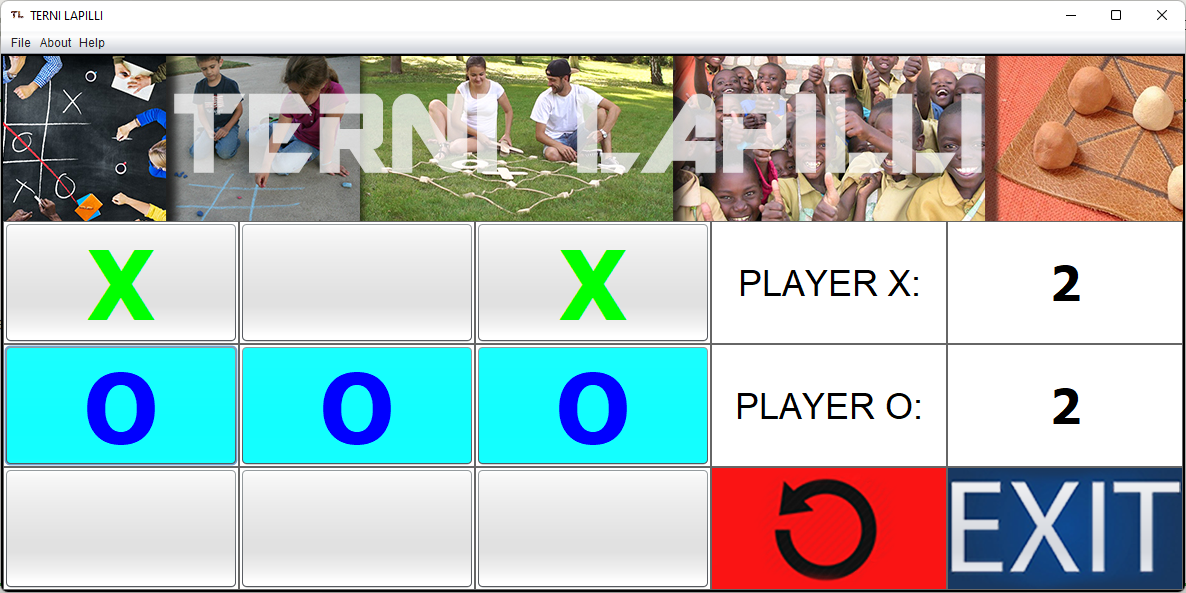 TL TERNI LAPILLI
File About Help
TERNI LAPILLI
X X PLAYER X: 2
O O O PLAYER O: 2
EXIT